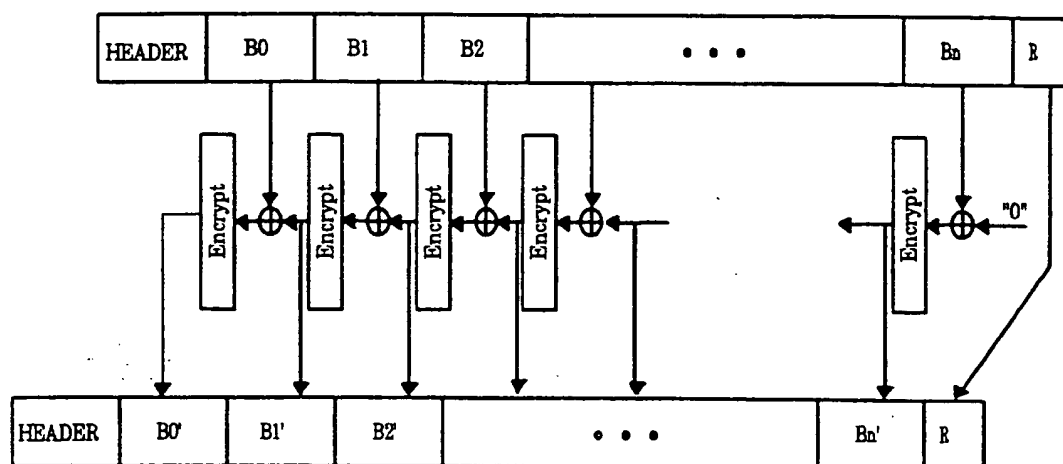 HEADER B0 B1 B2 • • • Bn R
Encrypt Encrypt Encrypt Encrypt Encrypt "0"
HEADER B0' B1' B2' • • • Bn' R